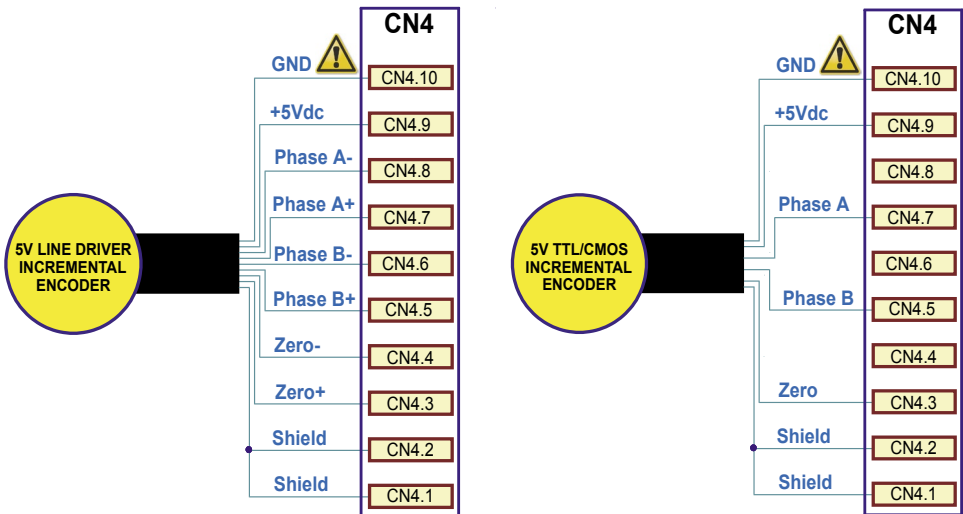 CN4
GND
CN4.10
+5Vdc
CN4.9
Phase A-
CN4.8
Phase A+
CN4.7
Phase B-
CN4.6
Phase B+
CN4.5
Zero-
CN4.4
Zero+
CN4.3
Shield
CN4.2
Shield
CN4.1
5V LINE DRIVER
INCREMENTAL
ENCODER
CN4
GND
CN4.10
+5Vdc
CN4.9
CN4.8
Phase A
CN4.7
CN4.6
Phase B
CN4.5
CN4.4
Zero
CN4.3
Shield
CN4.2
Shield
CN4.1
5V TTL/CMOS
INCREMENTAL
ENCODER